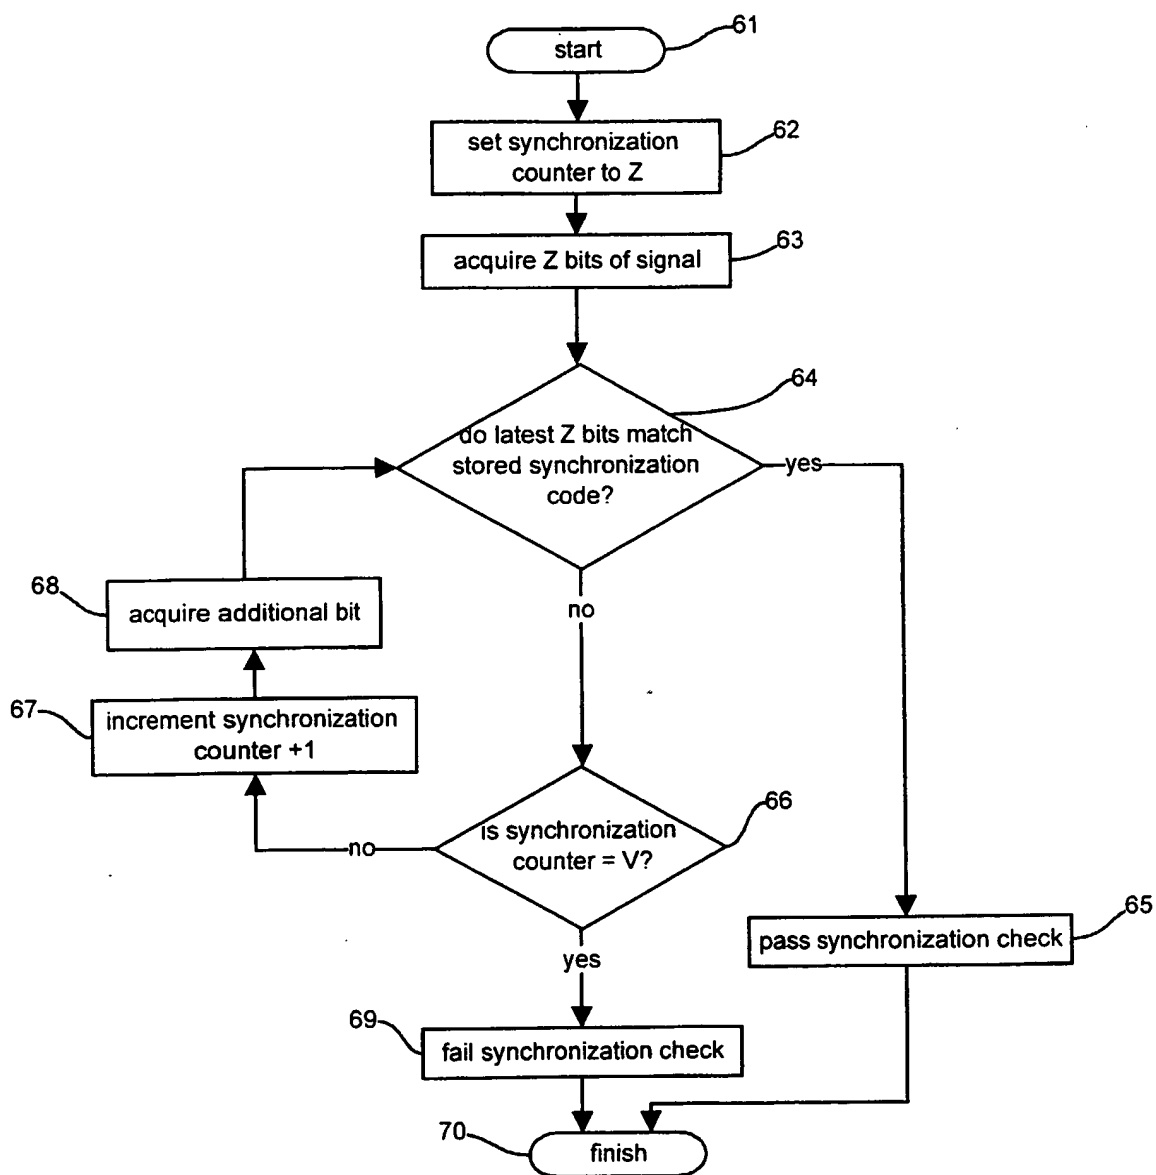 61
start
62
set synchronization
counter to Z
63
acquire Z bits of signal
64
do latest Z bits match
stored synchronization
code?
yes
68
acquire additional bit
no
67
increment synchronization
counter +1
66
is synchronization
counter = V?
no
65
pass synchronization check
yes
69
fail synchronization check
70
finish